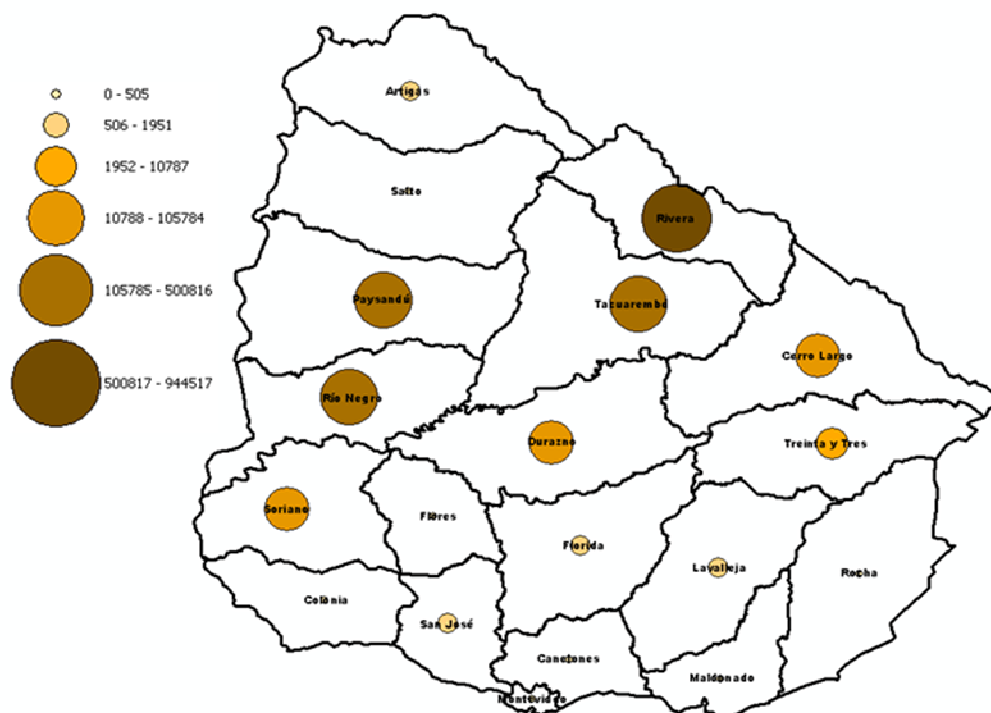 0 - 505
506 - 1951
1952 - 10787
10788 - 105784
105785 - 500816
500817 - 944517
Artigas
Salto
Rivera
Paysandú
Tacuarembó
Cerro Largo
Río Negro
Durazno
Treinta y Tres
Soriano
Flores
Florida
Lavalleja
Rocha
Colonia
San José
Canelones
Maldonado
Montevideo